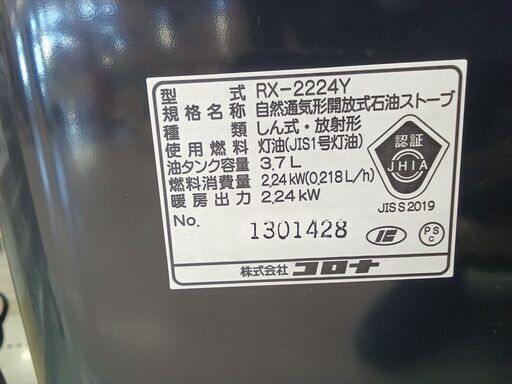 型式 RX-2224Y
規格名称 自然通気形開放式石油ストーブ
種類 しん式・放射形
使用燃料 灯油(JIS1号灯油)
油タンク容量 3.7L
燃料消費量 2.24kW(0.218L/h)
暖房出力 2.24kW
No. 1301428
認証
JHIA
JIS S 2019
PS
C
株式会社 コロナ